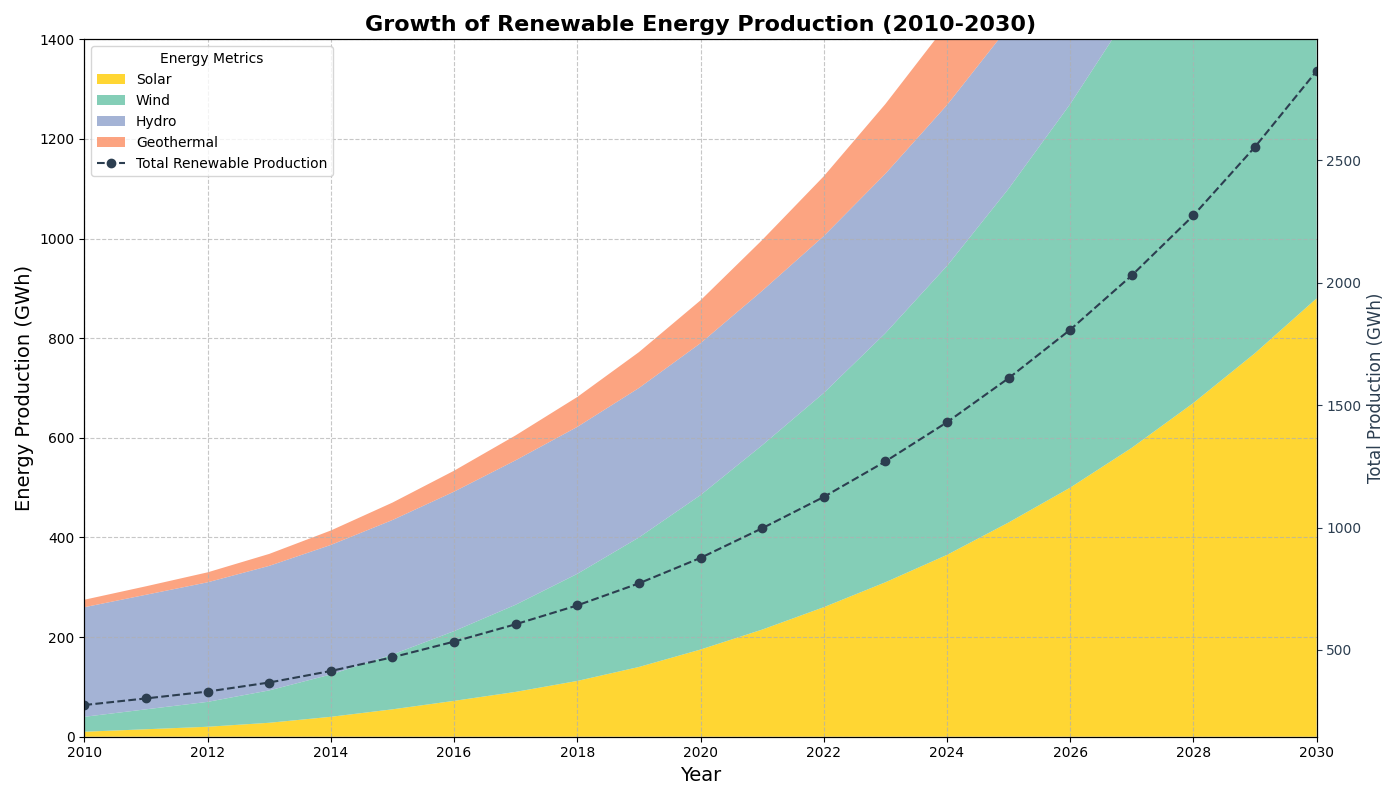 Growth of Renewable Energy Production (2010-2030)
Energy Metrics
Solar
Wind
Hydro
Geothermal
Total Renewable Production
Energy Production (GWh)
1400
1200
1000
800
600
400
200
0
2500
2000
1500
1000
500
Total Production (GWh)
2010 2012 2014 2016 2018 2020 2022 2024 2026 2028 2030
Year